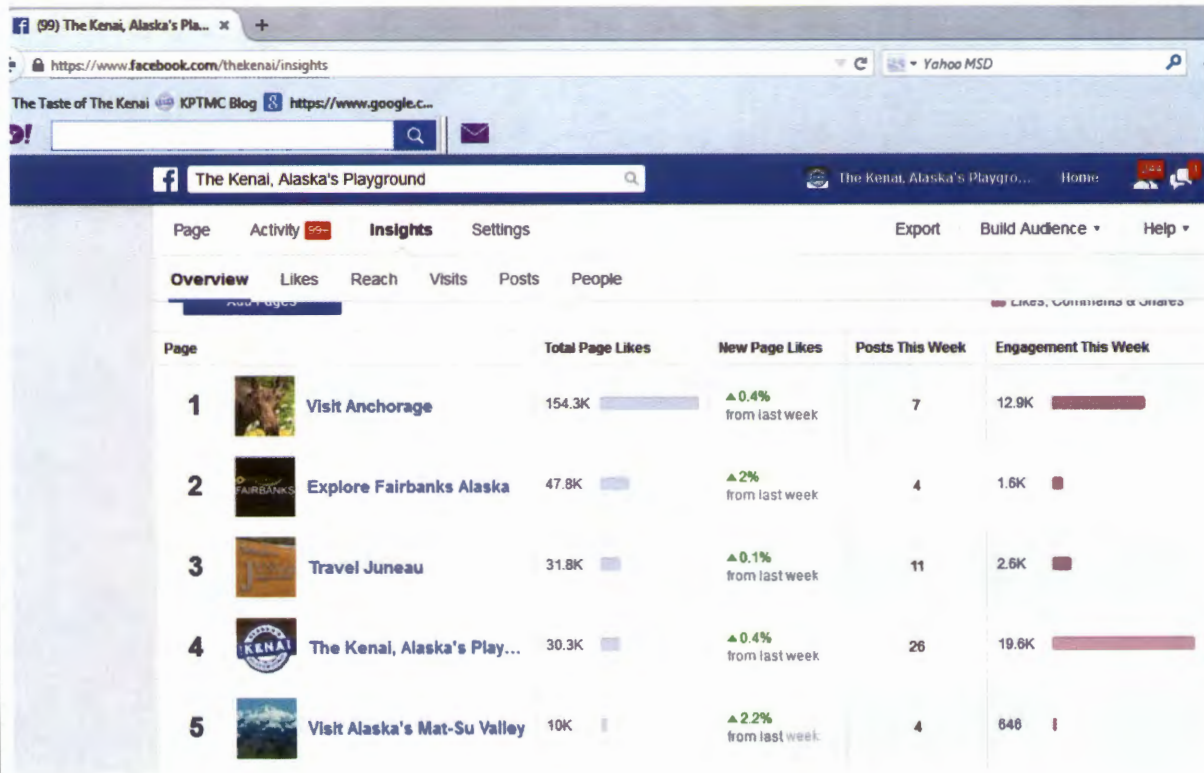 (99) The Kenai, Alaska's Pla... × +
https://www.facebook.com/thekenai/insights Yahoo MSD
The Taste of The Kenai KPTMC Blog https://www.google.c...
!
The Kenai, Alaska's Playground The Kenai, Alaska's Playgro... Home
Page Activity 99+ Insights Settings Export Build Audience Help
Overview Likes Reach Visits Posts People
Add Pages Likes, Comments & Shares
Page Total Page Likes New Page Likes Posts This Week Engagement This Week
1 Visit Anchorage 154.3K ▲0.4% 7 12.9K
from last week
2 FAIRBANKS Explore Fairbanks Alaska 47.8K ▲2% 4 1.6K
from last week
3 Travel Juneau 31.8K ▲0.1% 11 2.6K
from last week
4 KENAI The Kenai, Alaska's Play... 30.3K ▲0.4% 26 19.6K
from last week
5 Visit Alaska's Mat-Su Valley 10K ▲2.2% 4 646
from last week